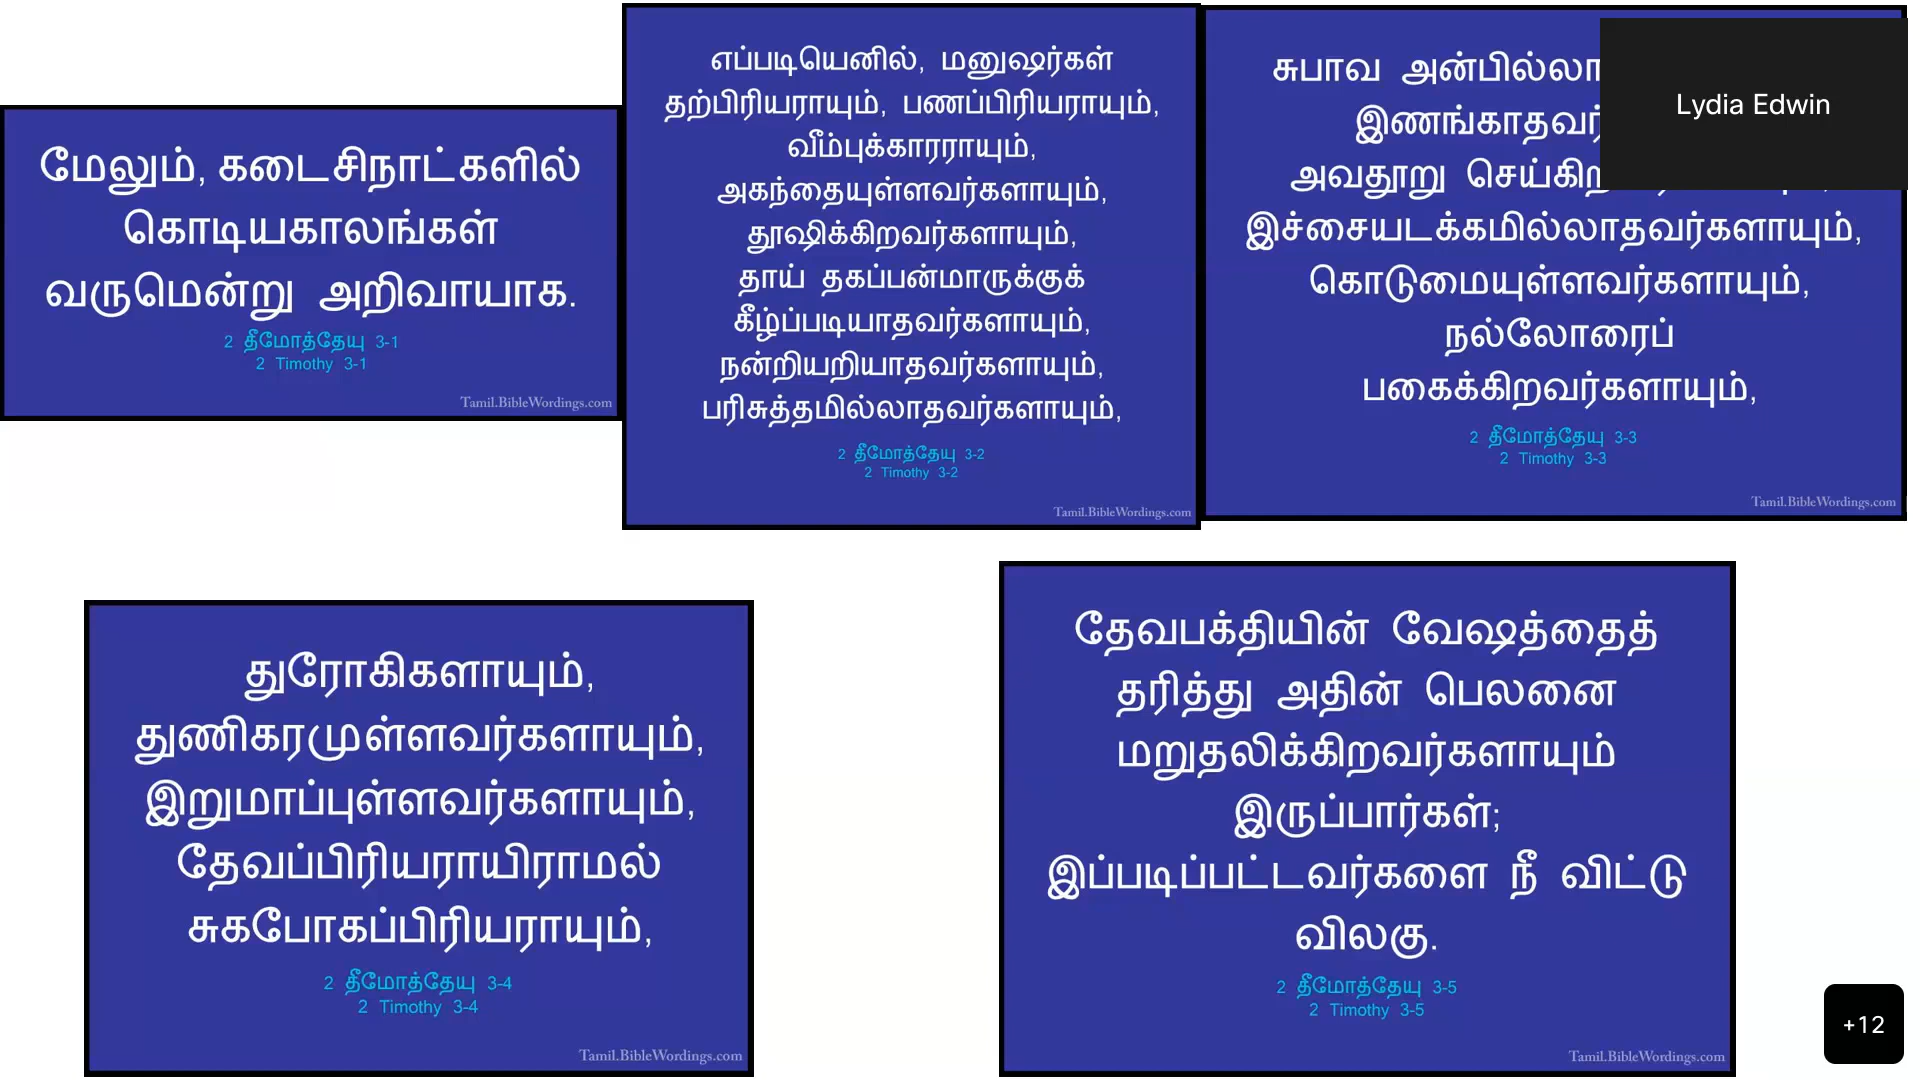 மேலும், கடைசிநாட்களில்
கொடியகாலங்கள்
வருமென்று அறிவாயாக.
2 தீமோத்தேயு 3-1
2 Timothy 3-1
Tamil.BibleWordings.com
எப்படியெனில், மனுஷர்கள்
தற்பிரியராயும், பணப்பிரியராயும்,
வீம்புக்காரராயும்,
அகந்தையுள்ளவர்களாயும்,
தூஷிக்கிறவர்களாயும்,
தாய் தகப்பன்மாருக்குக்
கீழ்ப்படியாதவர்களாயும்,
நன்றியறியாதவர்களாயும்,
பரிசுத்தமில்லாதவர்களாயும்,
2 தீமோத்தேயு 3-2
2 Timothy 3-2
Tamil.BibleWordings.com
சுபாவ
இச்சையடக்கமில்லாதவர்களாயும்,
கொடுமையுள்ளவர்களாயும்,
நல்லோரைப்
பகைக்கிறவர்களாயும்,
2 தீமோத்தேயு 3-3
2 Timothy 3-3
Tamil.BibleWordings.com
Lydia Edwin
துரோகிகளாயும்,
துணிகரமுள்ளவர்களாயும்,
இறுமாப்புள்ளவர்களாயும்,
தேவப்பிரியராயிராமல்
சுகபோகப்பிரியராயும்,
2 தீமோத்தேயு 3-4
2 Timothy 3-4
Tamil.BibleWordings.com
தேவபக்தியின் வேஷத்தைத்
தரித்து அதின் பெலனை
மறுதலிக்கிறவர்களாயும்
இருப்பார்கள்;
இப்படிப்பட்டவர்களை நீ விட்டு
விலகு.
2 தீமோத்தேயு 3-5
2 Timothy 3-5
Tamil.BibleWordings.com
+12